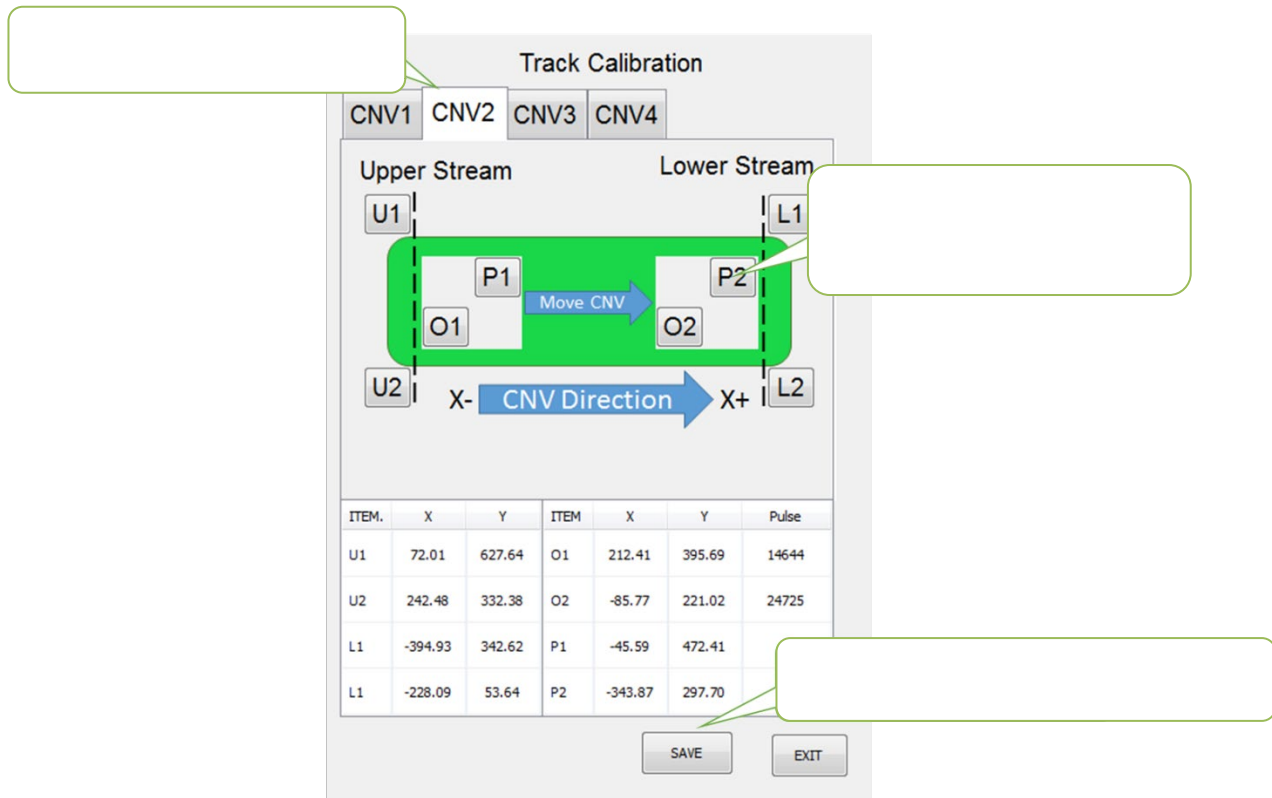 Track Calibration
CNV1 CNV2 CNV3 CNV4
Upper Stream Lower Stream
U1 L1
P1 P2
Move CNV
O1 O2
U2 L2
X- CNV Direction X+
ITEM. X Y ITEM X Y Pulse
U1 72.01 627.64 O1 212.41 395.69 14644
U2 242.48 332.38 O2 -85.77 221.02 24725
L1 -394.93 342.62 P1 -45.59 472.41
L1 -228.09 53.64 P2 -343.87 297.70
SAVE EXIT